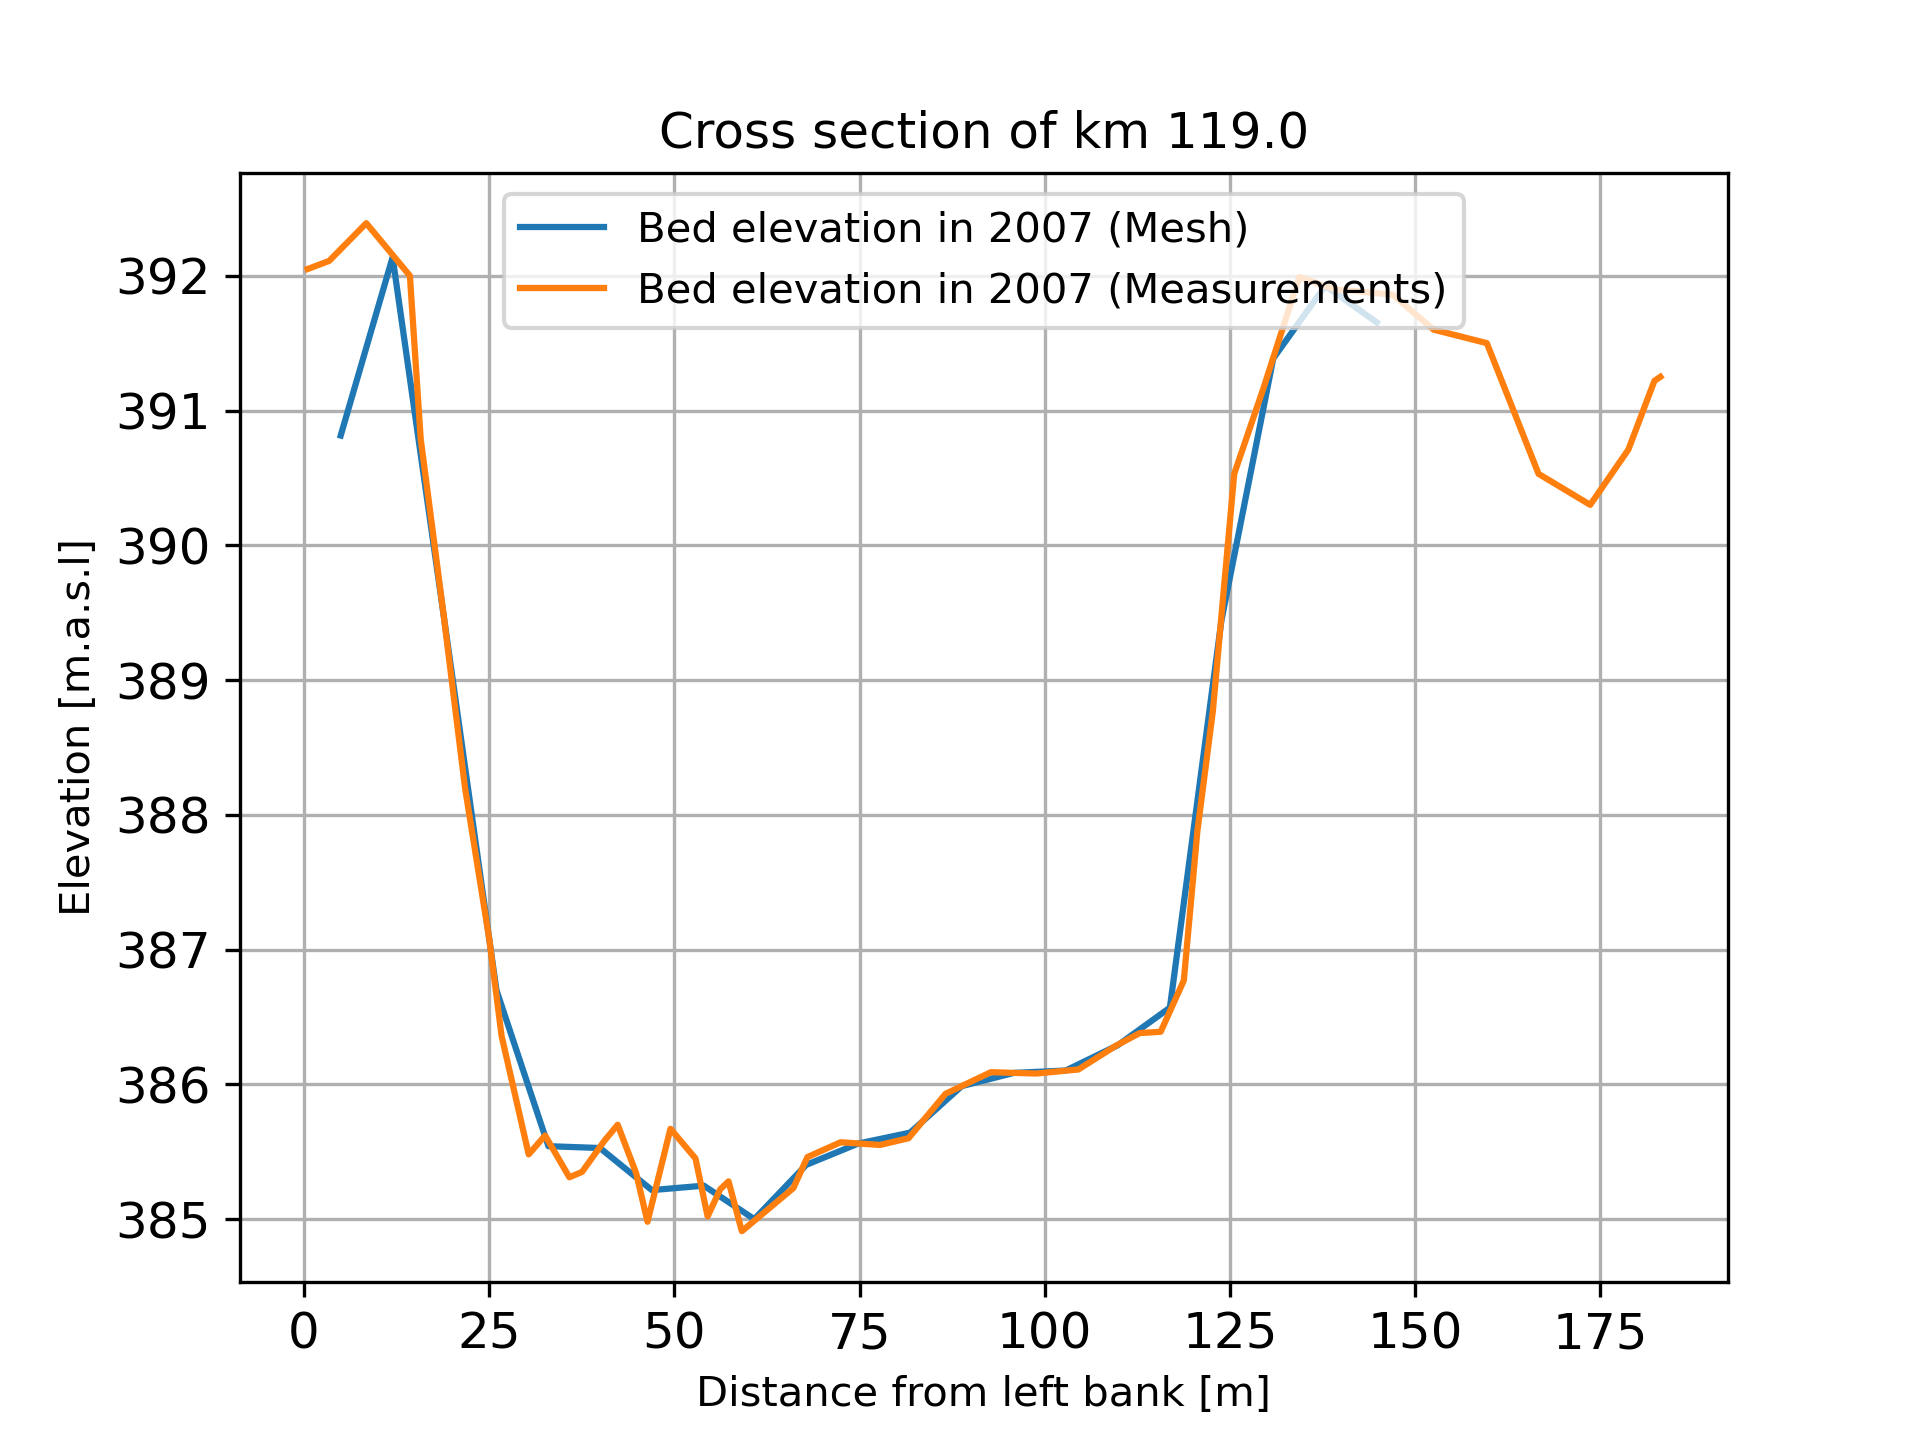 Cross section of km 119.0
Bed elevation in 2007 (Mesh)
Bed elevation in 2007 (Measurements)
392
391
390
389
388
387
386
385
Elevation [m.a.s.l]
0 25 50 75 100 125 150 175
Distance from left bank [m]